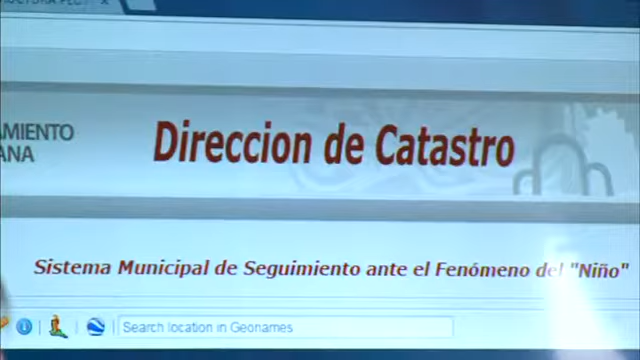 Direccion de Catastro
Sistema Municipal de Seguimiento ante el Fenómeno del "Niño"
Search location in Geonames